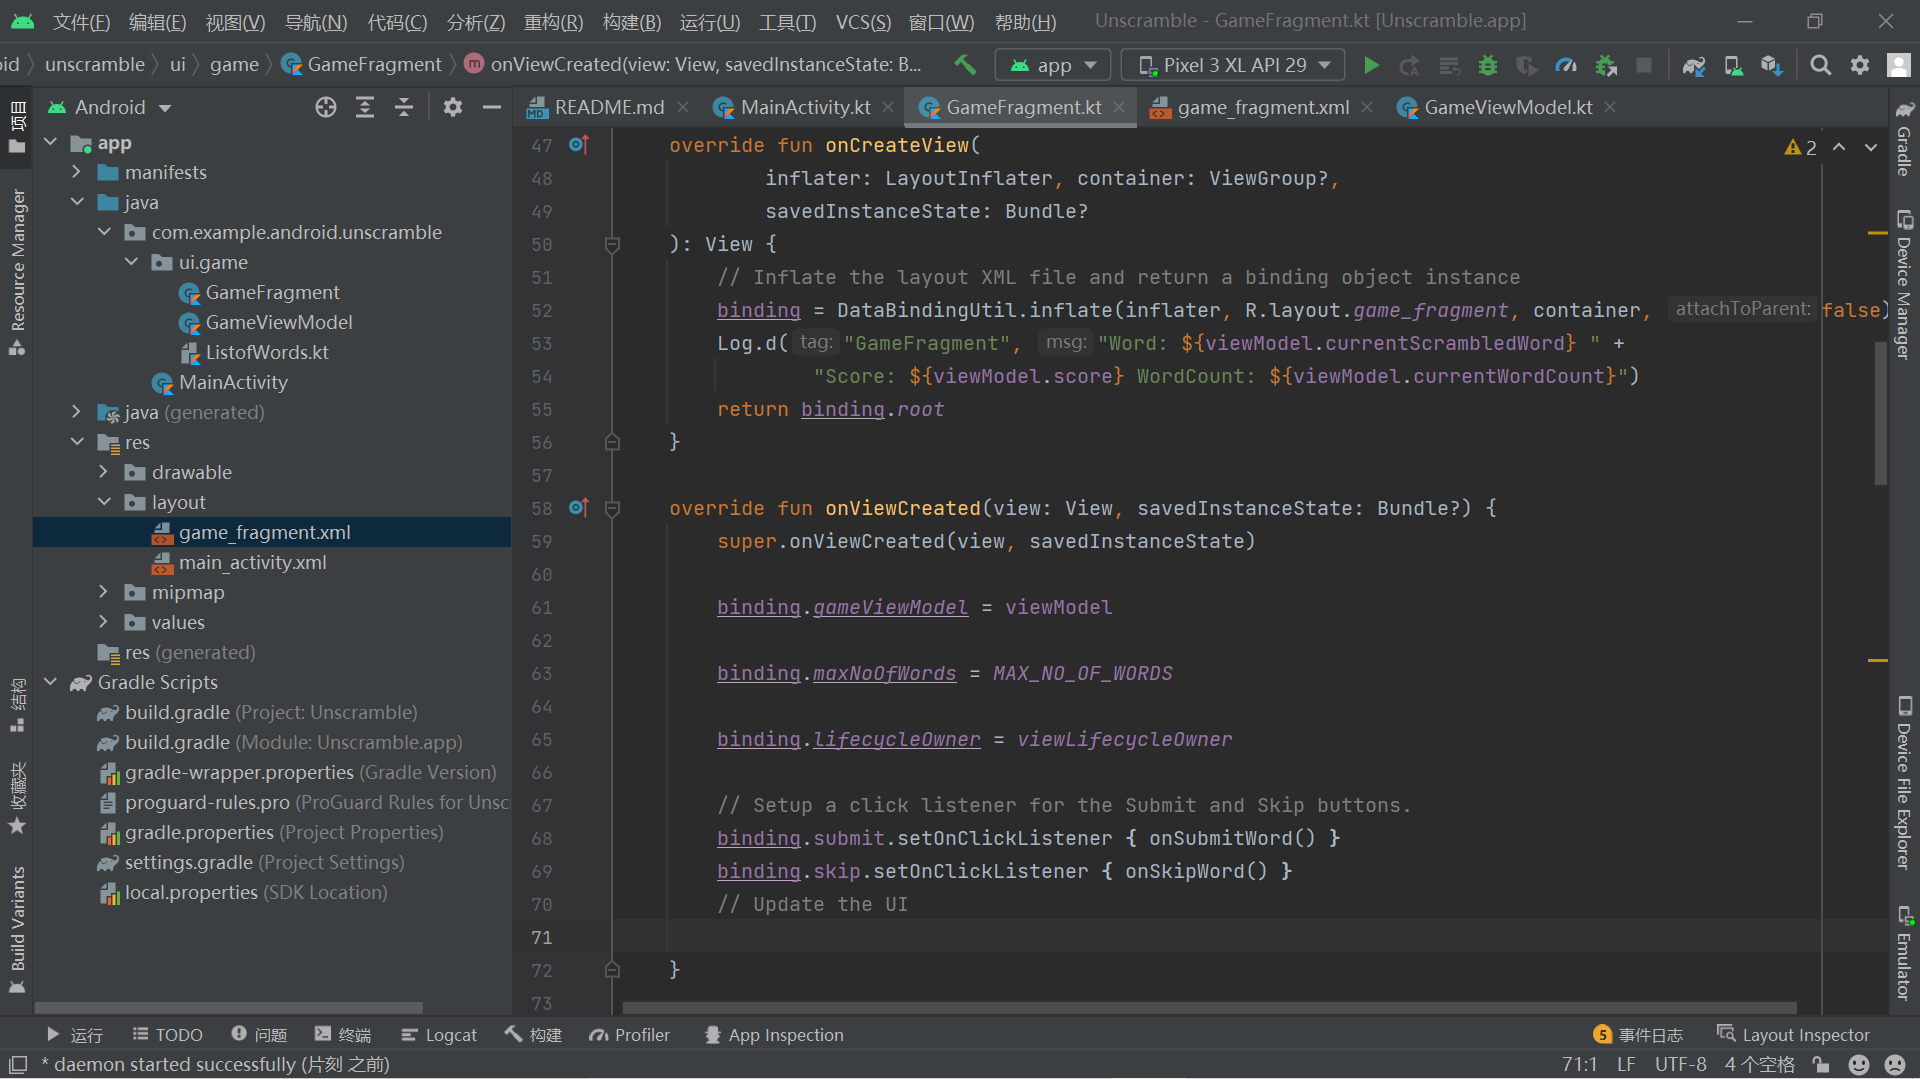 文件(F) 编辑(E) 视图(V) 导航(N) 代码(C) 分析(Z) 重构(R) 构建(B) 运行(U) 工具(T) VCS(S) 窗口(W) 帮助(H) Unscramble - GameFragment.kt [Unscramble.app]
id unscramble ui game GameFragment m onViewCreated(view: View, savedInstanceState: B... app Pixel 3 XL API 29
Android
README.md MainActivity.kt GameFragment.kt game_fragment.xml GameViewModel.kt
项目
Resource Manager
结构
收藏夹
Build Variants
app
manifests
java
com.example.android.unscramble
ui.game
GameFragment
GameViewModel
ListofWords.kt
MainActivity
java (generated)
res
drawable
layout
game_fragment.xml
main_activity.xml
mipmap
values
res (generated)
Gradle Scripts
build.gradle (Project: Unscramble)
build.gradle (Module: Unscramble.app)
gradle-wrapper.properties (Gradle Version)
proguard-rules.pro (ProGuard Rules for Unsc
gradle.properties (Project Properties)
settings.gradle (Project Settings)
local.properties (SDK Location)
47 override fun onCreateView(
48 inflater: LayoutInflater, container: ViewGroup?,
49 savedInstanceState: Bundle?
50 ): View {
51 // Inflate the layout XML file and return a binding object instance
52 binding = DataBindingUtil.inflate(inflater, R.layout.game_fragment, container, attachToParent: false)
53 Log.d( tag: "GameFragment", msg: "Word: ${viewModel.currentScrambledWord} " +
54 "Score: ${viewModel.score} WordCount: ${viewModel.currentWordCount}")
55 return binding.root
56 }
57
58 override fun onViewCreated(view: View, savedInstanceState: Bundle?) {
59 super.onViewCreated(view, savedInstanceState)
60
61 binding.gameViewModel = viewModel
62
63 binding.maxNoOfWords = MAX_NO_OF_WORDS
64
65 binding.lifecycleOwner = viewLifecycleOwner
66
67 // Setup a click listener for the Submit and Skip buttons.
68 binding.submit.setOnClickListener { onSubmitWord() }
69 binding.skip.setOnClickListener { onSkipWord() }
70 // Update the UI
71
72 }
73
2
Gradle
Device Manager
Device File Explorer
Emulator
运行 TODO 问题 终端 Logcat 构建 Profiler App Inspection 5 事件日志 Layout Inspector
* daemon started successfully (片刻 之前) 71:1 LF UTF-8 4 个空格